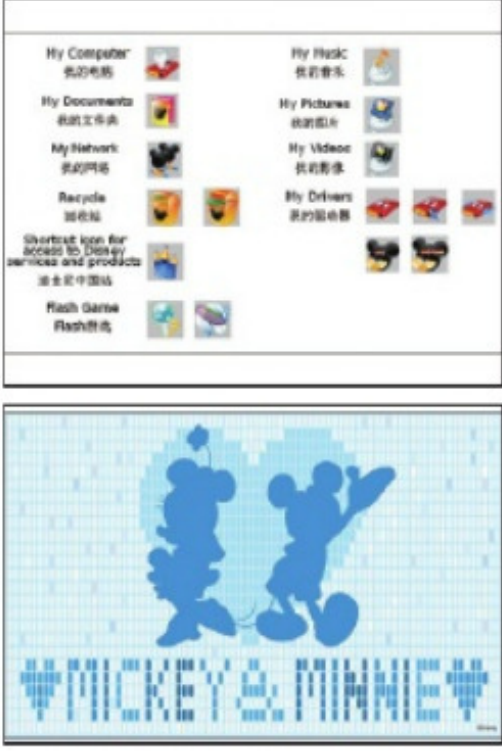 My Computer
我的电脑
My Documents
我的文件夹
My Network
我的网络
Recycle
回收站
Shortcut icon for
access to Disney
services and products
迪士尼中国站
Flash Game
Flash游戏
My Music
我的音乐
My Pictures
我的图片
My Videos
我的影像
My Drivers
我的驱动器
♥MICKEY & MINNIE♥
©Disney